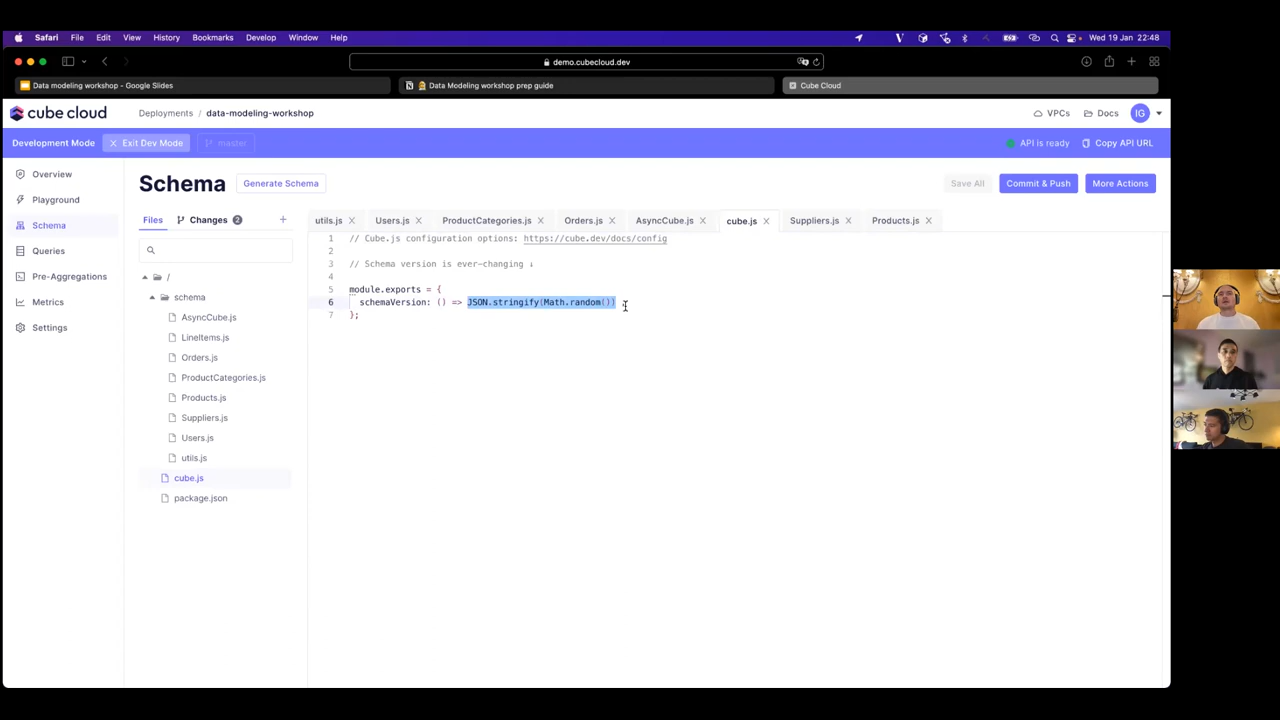 Safari File Edit View History Bookmarks Develop Window Help Wed 19 Jan 22:48
demo.cubecloud.dev
Data modeling workshop - Google Slides
Data Modeling workshop prep guide
Cube Cloud
cube cloud Deployments / data-modeling-workshop VPCs Docs IG
Development Mode Exit Dev Mode master API is ready Copy API URL
Overview
Playground
Schema
Queries
Pre-Aggregations
Metrics
Settings
Schema Generate Schema Save All Commit & Push More Actions
Files Changes 2 +
/
schema
AsyncCube.js
LineItems.js
Orders.js
ProductCategories.js
Products.js
Suppliers.js
Users.js
utils.js
cube.js
package.json
utils.js Users.js ProductCategories.js Orders.js AsyncCube.js cube.js Suppliers.js Products.js
1 // Cube.js configuration options: https://cube.dev/docs/config
2
3 // Schema version is ever-changing ↓
4
5 module.exports = {
6 schemaVersion: () => JSON.stringify(Math.random())
7 };